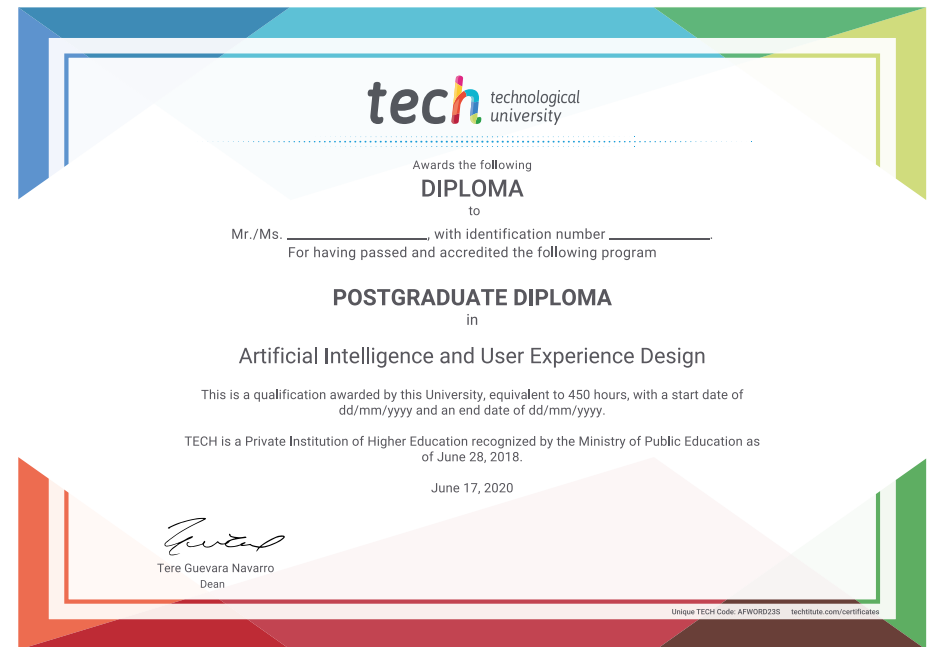 tech technological
university
Awards the following
DIPLOMA
to
Mr./Ms. ____________________, with identification number ______________.
For having passed and accredited the following program
POSTGRADUATE DIPLOMA
in
Artificial Intelligence and User Experience Design
This is a qualification awarded by this University, equivalent to 450 hours, with a start date of
dd/mm/yyyy and an end date of dd/mm/yyyy.
TECH is a Private Institution of Higher Education recognized by the Ministry of Public Education as
of June 28, 2018.
June 17, 2020
Tere Guevara Navarro
Dean
Unique TECH Code: AFWORD23S techtitute.com/certificates